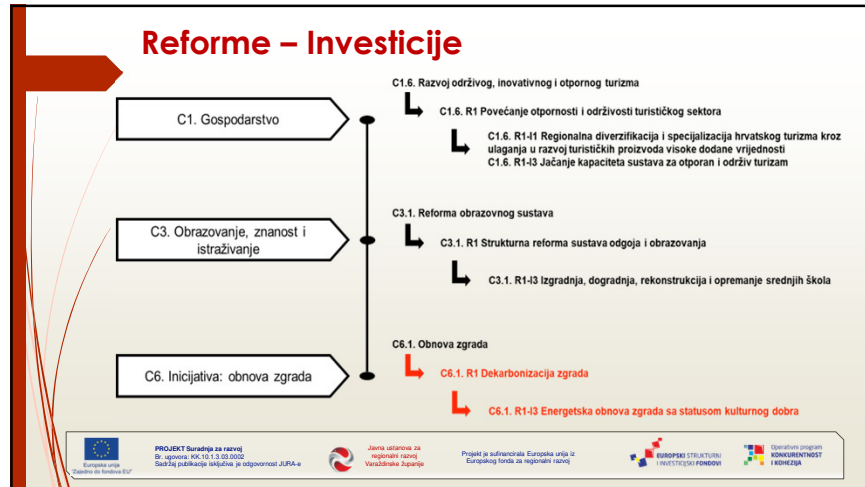 Reforme – Investicije
C1. Gospodarstvo
C1.6. Razvoj održivog, inovativnog i otpornog turizma
C1.6. R1 Povećanje otpornosti i održivosti turističkog sektora
C1.6. R1-I1 Regionalna diverzifikacija i specijalizacija hrvatskog turizma kroz
ulaganja u razvoj turističkih proizvoda visoke dodane vrijednosti
C1.6. R1-I3 Jačanje kapaciteta sustava za otporan i održiv turizam
C3. Obrazovanje, znanost i
istraživanje
C3.1. Reforma obrazovnog sustava
C3.1. R1 Strukturna reforma sustava odgoja i obrazovanja
C3.1. R1-I3 Izgradnja, dogradnja, rekonstrukcija i opremanje srednjih škola
C6. Inicijativa: obnova zgrada
C6.1. Obnova zgrada
C6.1. R1 Dekarbonizacija zgrada
C6.1. R1-I3 Energetska obnova zgrada sa statusom kulturnog dobra
Europska unija
"Zajedno do fondova EU"
PROJEKT Suradnja za razvoj
Br. ugovora: KK.10.1.3.03.0002
Sadržaj publikacije isključiva je odgovornost JURA-e
Javna ustanova za
regionalni razvoj
Varaždinske županije
Projekt je sufinancirala Europska unija iz
Europskog fonda za regionalni razvoj
EUROPSKI STRUKTURNI
I INVESTICIJSKI FONDOVI
Operativni program
KONKURENTNOST
I KOHEZIJA